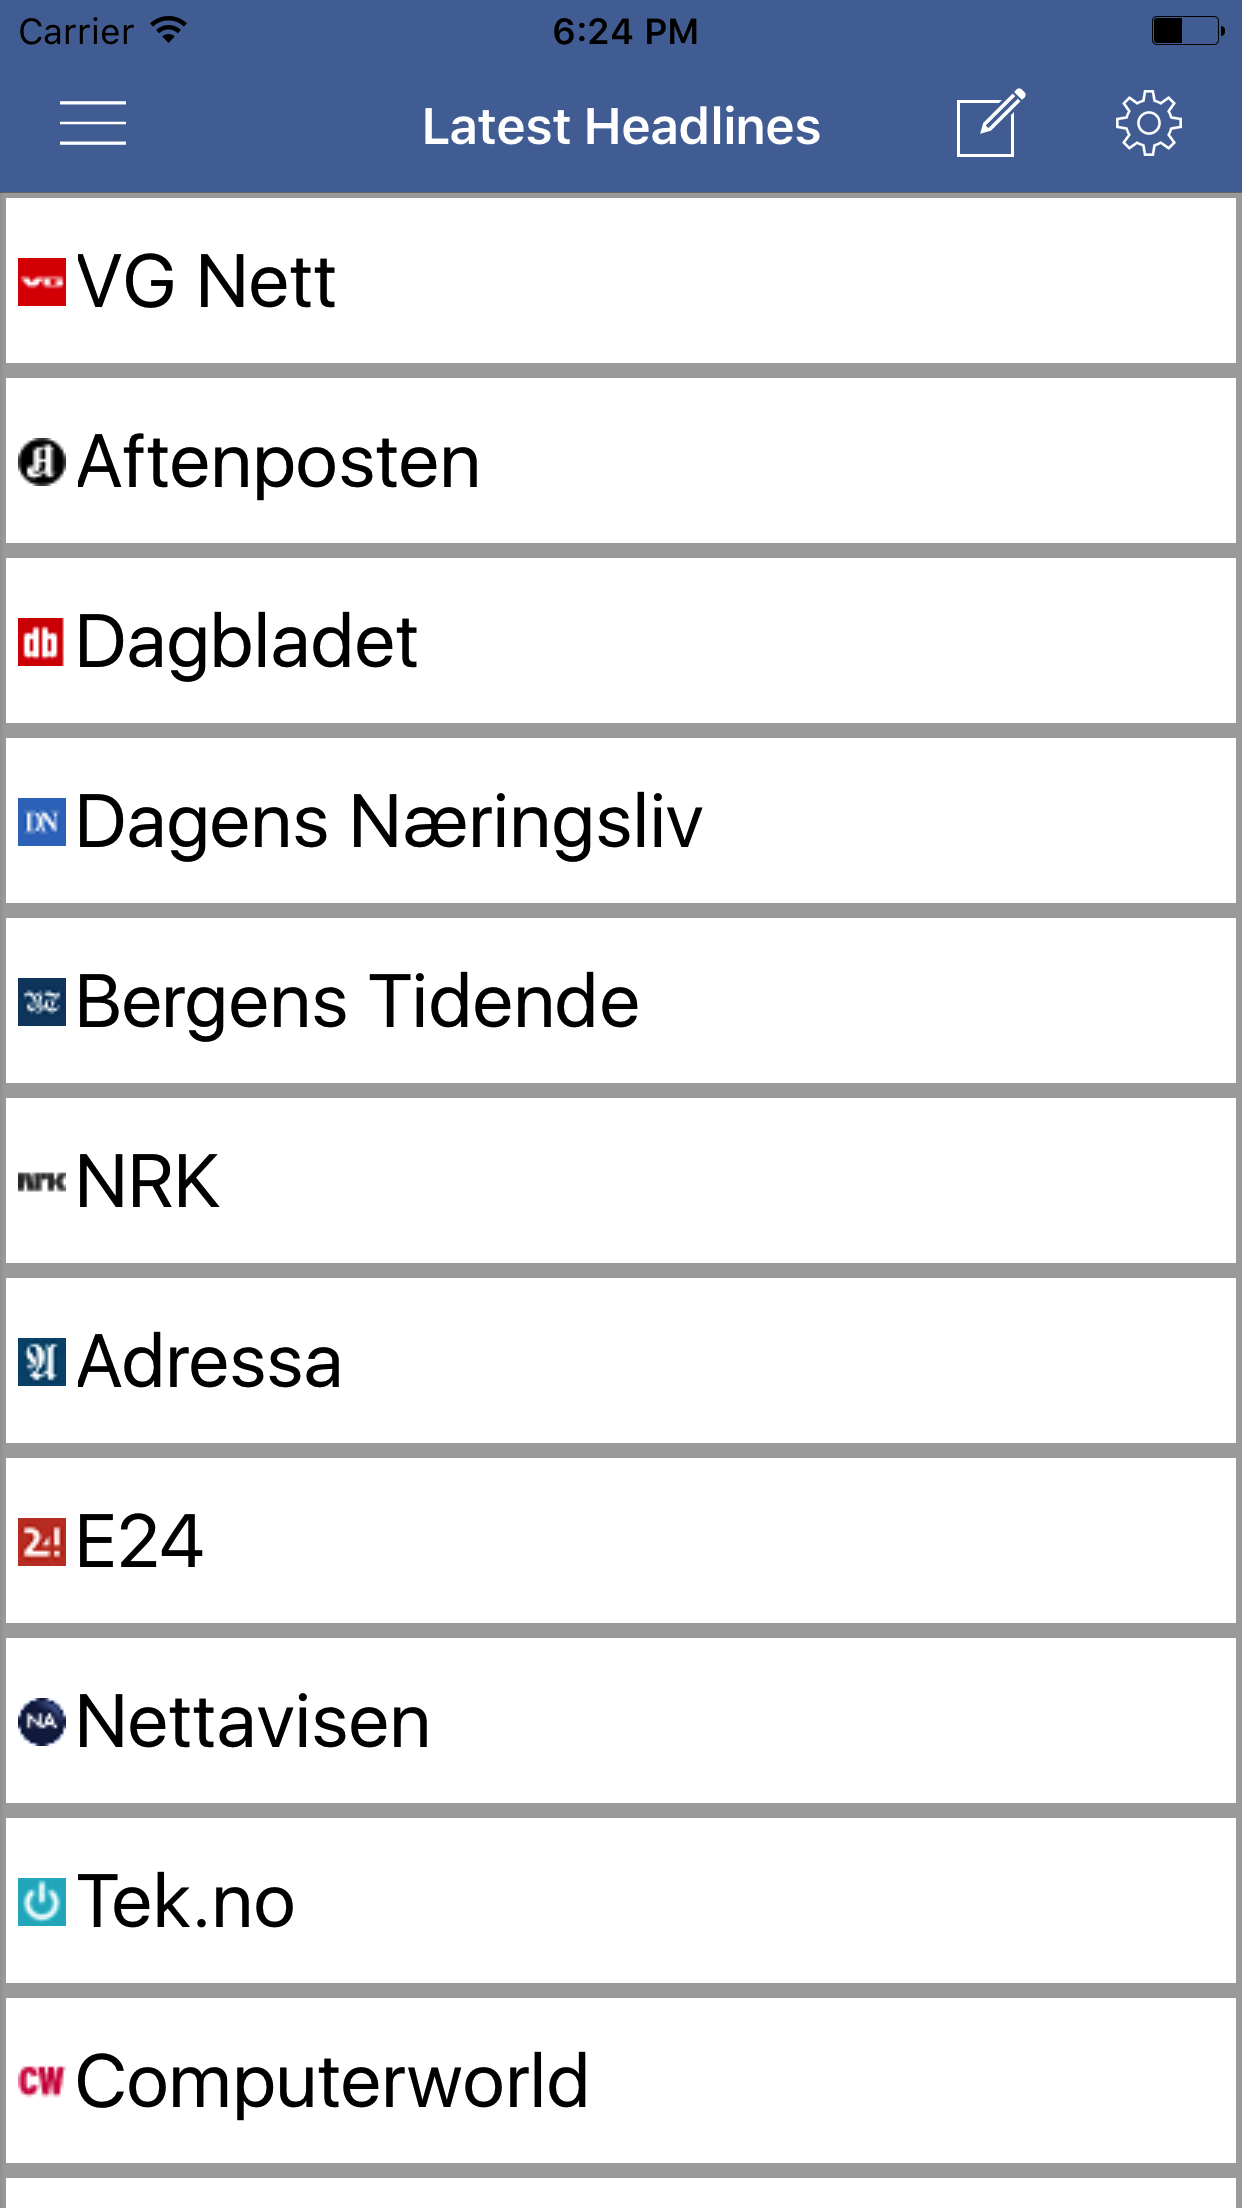 Carrier 6:24 PM
Latest Headlines
VG VG Nett
A Aftenposten
db Dagbladet
DN Dagens Næringsliv
BT Bergens Tidende
NRK NRK
A Adressa
24! E24
NA Nettavisen
Tek.no
CW Computerworld